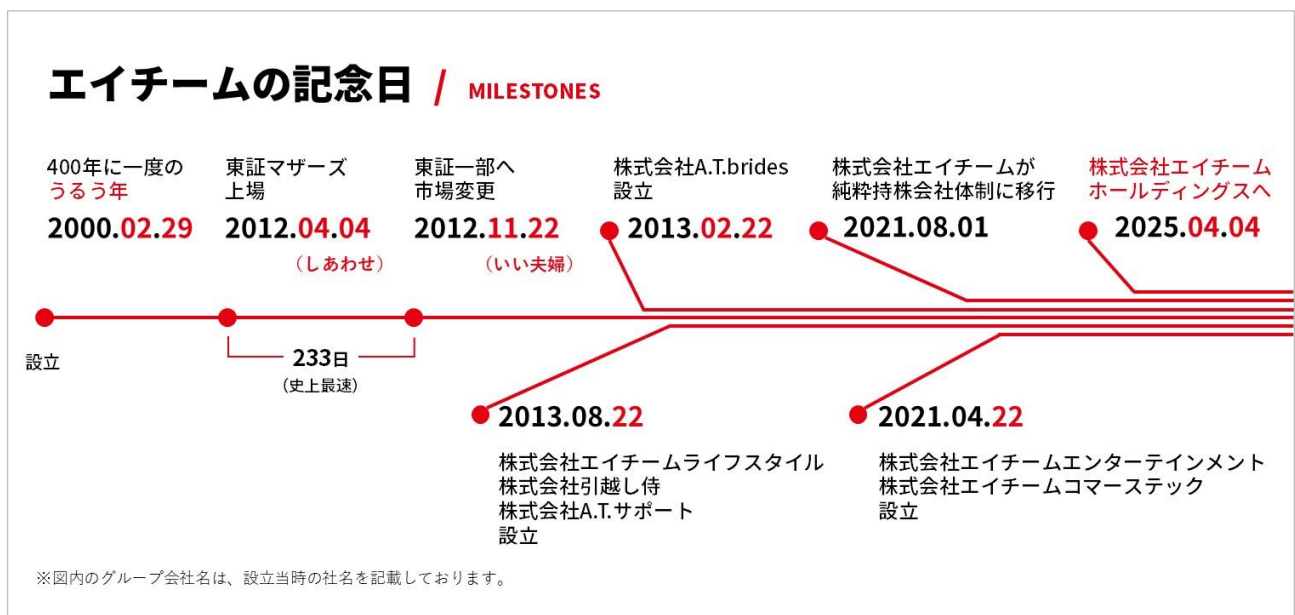 エイチームの記念日 / MILESTONES
400年に一度の
うるう年
2000.02.29
東証マザーズ
上場
2012.04.04
（しあわせ）
東証一部へ
市場変更
2012.11.22
（いい夫婦）
株式会社A.T.brides
設立
2013.02.22
株式会社エイチームが
純粋持株会社体制に移行
2021.08.01
株式会社エイチーム
ホールディングスへ
2025.04.04
設立
233日
（史上最速）
2013.08.22
株式会社エイチームライフスタイル
株式会社引越し侍
株式会社A.T.サポート
設立
2021.04.22
株式会社エイチームエンターテインメント
株式会社エイチームコマーステック
設立
※図内のグループ会社名は、設立当時の社名を記載しております。